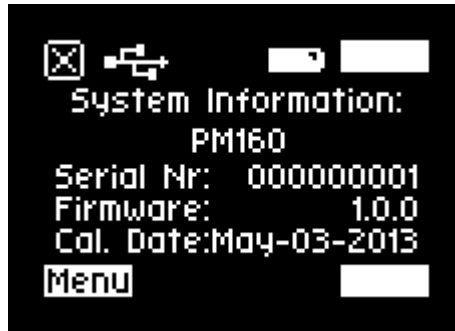 System Information:
PM160
Serial Nr: 000000001
Firmware: 1.0.0
Cal. Date:May-03-2013
Menu